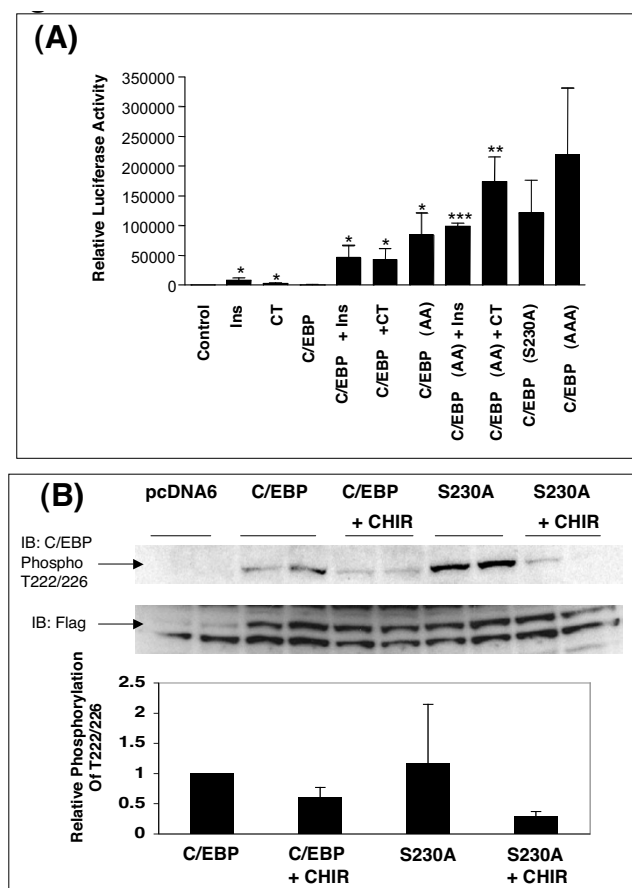 (A)
Relative Luciferase Activity
350000
300000
250000
200000
150000
100000
50000
0
* * * * * *** **
Control
Ins
CT
C/EBP
C/EBP + Ins
C/EBP +CT
C/EBP (AA)
C/EBP (AA) + Ins
C/EBP (AA) + CT
C/EBP (S230A)
C/EBP (AAA)
(B)
pcDNA6 C/EBP C/EBP S230A S230A
+ CHIR + CHIR
IB: C/EBP
Phospho
T222/226
IB: Flag
Relative Phosphorylation
Of T222/226
2.5
2
1.5
1
0.5
0
C/EBP C/EBP S230A S230A
+ CHIR + CHIR